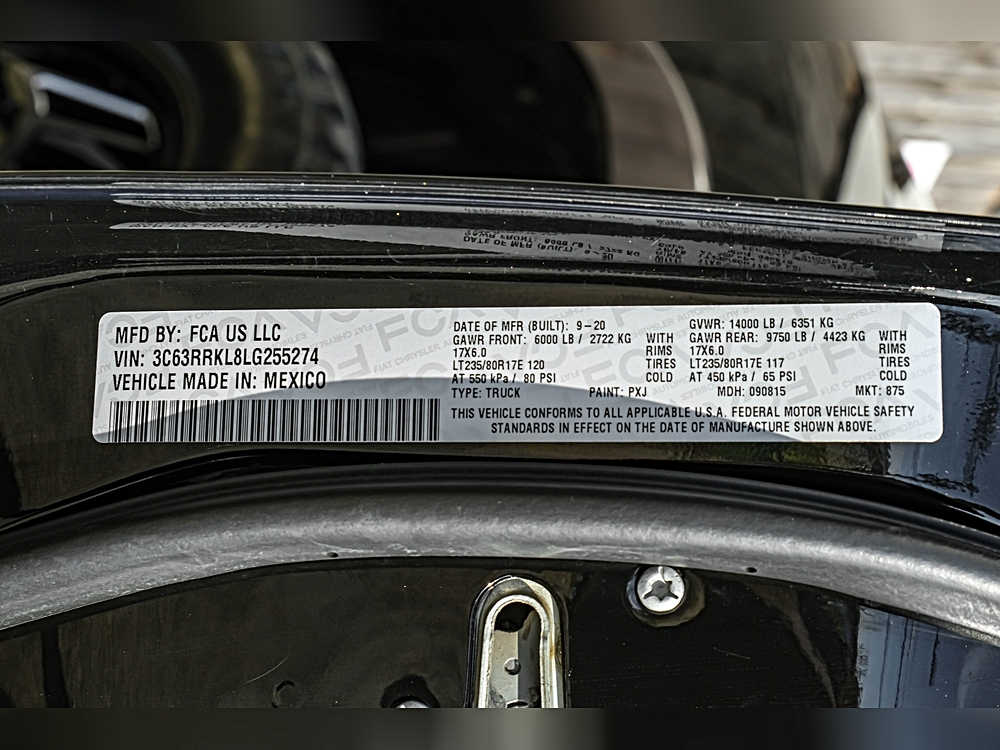 MFD BY: FCA US LLC
VIN: 3C63RRKL8LG255274
VEHICLE MADE IN: MEXICO
DATE OF MFR (BUILT): 9-20
GAWR FRONT: 6000 LB / 2722 KG WITH
17X6.0 RIMS
LT235/80R17E 120 TIRES
AT 550 kPa / 80 PSI COLD
GVWR: 14000 LB / 6351 KG
GAWR REAR: 9750 LB / 4423 KG WITH
17X6.0 RIMS
LT235/80R17E 117 TIRES
AT 450 kPa / 65 PSI COLD
TYPE: TRUCK PAINT: PXJ MDH: 090815 MKT: 875
THIS VEHICLE CONFORMS TO ALL APPLICABLE U.S.A. FEDERAL MOTOR VEHICLE SAFETY
STANDARDS IN EFFECT ON THE DATE OF MANUFACTURE SHOWN ABOVE.